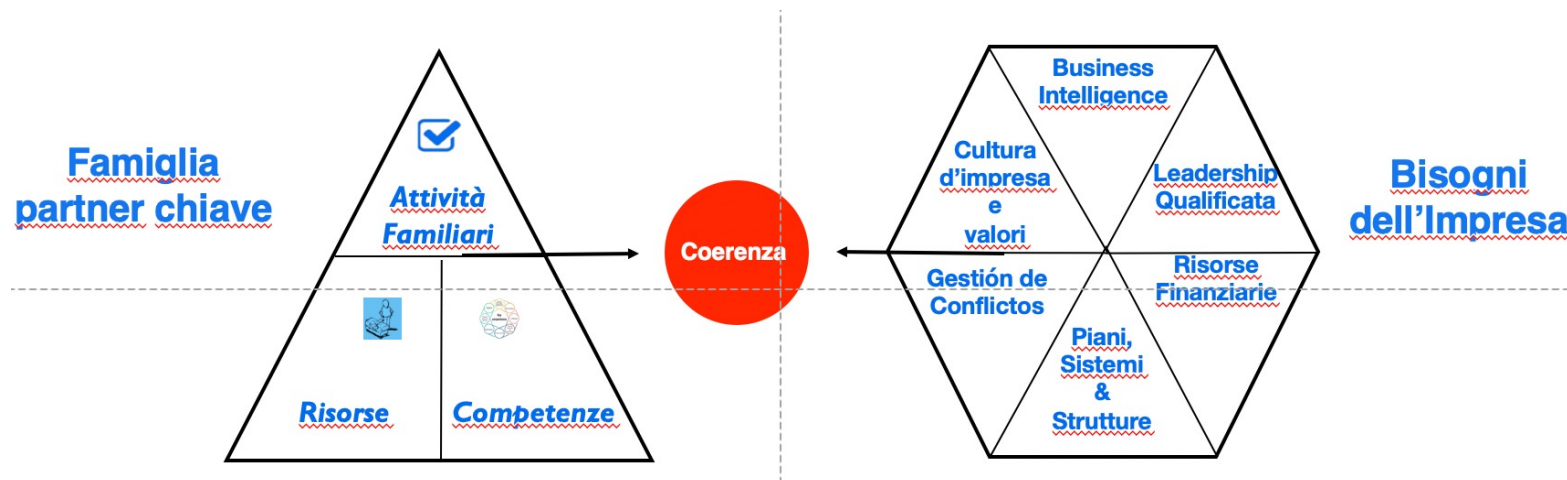 Famiglia
partner chiave
Attività
Familiari
Risorse
Competenze
Coerenza
Business
Intelligence
Cultura
d’impresa
e
valori
Leadership
Qualificata
Gestión de
Conflictos
Risorse
Finanziarie
Piani,
Sistemi
&
Strutture
Bisogni
dell’Impresa